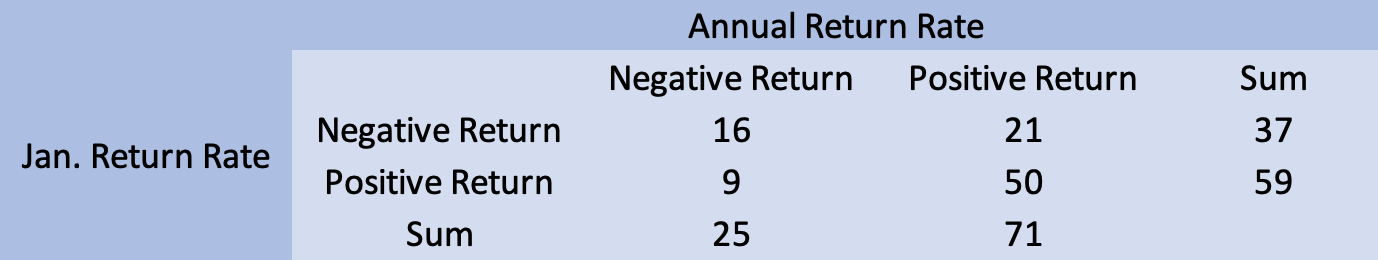 Annual Return Rate
Negative Return Positive Return Sum
Negative Return 16 21 37
Jan. Return Rate
Positive Return 9 50 59
Sum 25 71